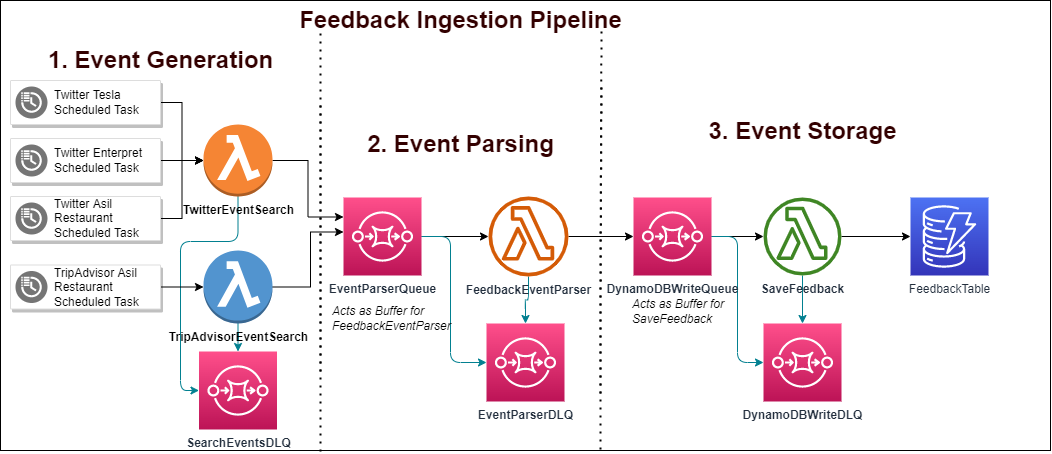 Feedback Ingestion Pipeline
1. Event Generation
Twitter Tesla
Scheduled Task
Twitter Enterpret
Scheduled Task
Twitter Asil
Restaurant
Scheduled Task
TripAdvisor Asil
Restaurant
Scheduled Task
TwitterEventSearch
TripAdvisorEventSearch
SearchEventsDLQ
2. Event Parsing
EventParserQueue
Acts as Buffer for
FeedbackEventParser
FeedbackEventParser
EventParserDLQ
3. Event Storage
DynamoDBWriteQueue
Acts as Buffer for
SaveFeedback
SaveFeedback
FeedbackTable
DynamoDBWriteDLQ